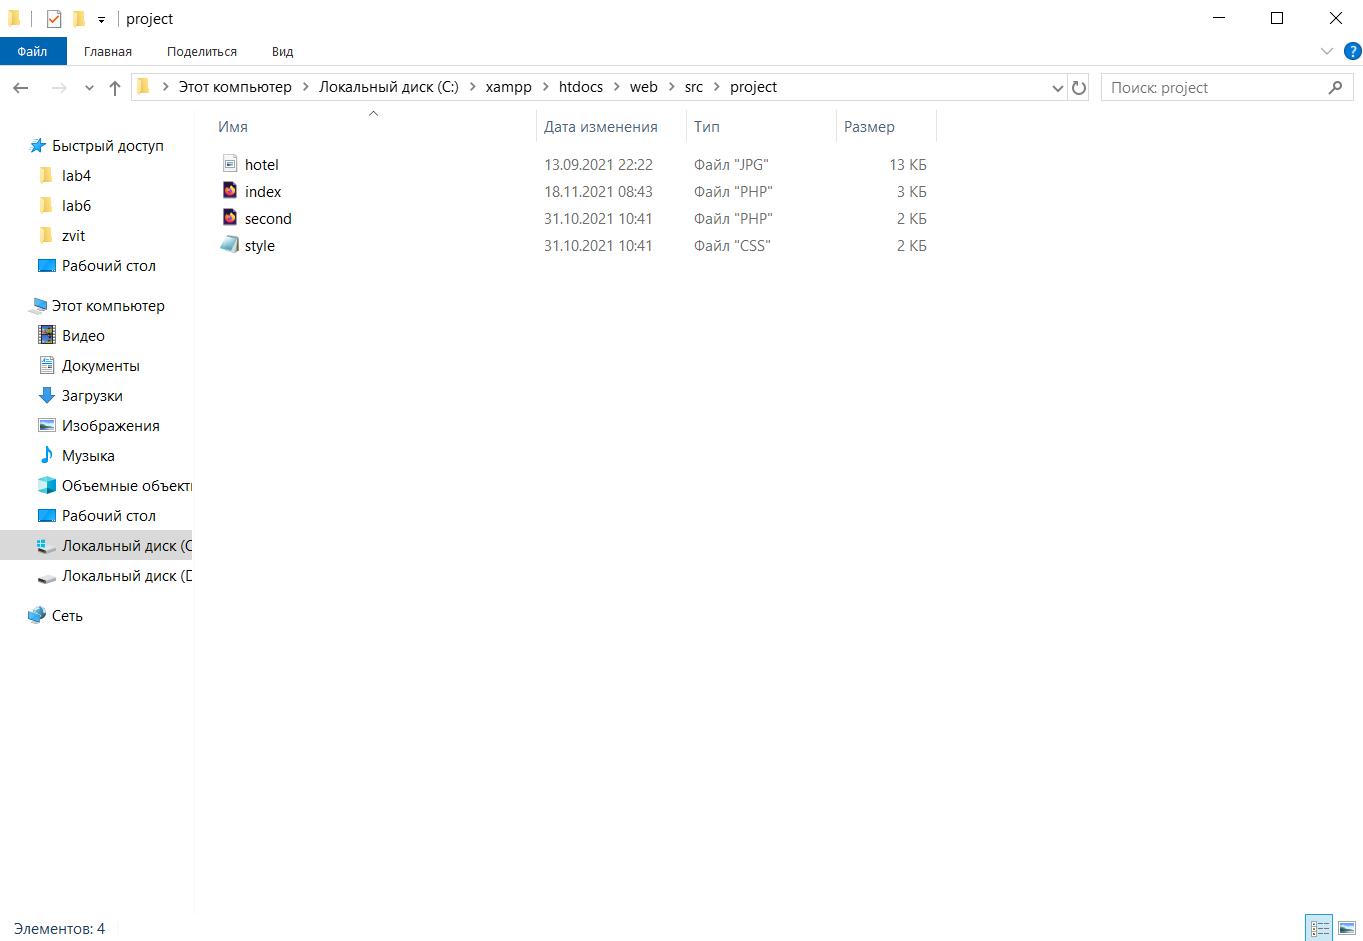 project
Файл Главная Поделиться Вид ?
Этот компьютер Локальный диск (C:) xampp htdocs web src project Поиск: project
Имя Дата изменения Тип Размер
hotel 13.09.2021 22:22 Файл "JPG" 13 КБ
index 18.11.2021 08:43 Файл "PHP" 3 КБ
second 31.10.2021 10:41 Файл "PHP" 2 КБ
style 31.10.2021 10:41 Файл "CSS" 2 КБ
Быстрый доступ
lab4
lab6
zvit
Рабочий стол
Этот компьютер
Видео
Документы
Загрузки
Изображения
Музыка
Объемные объект
Рабочий стол
Локальный диск (C
Локальный диск (D
Сеть
Элементов: 4